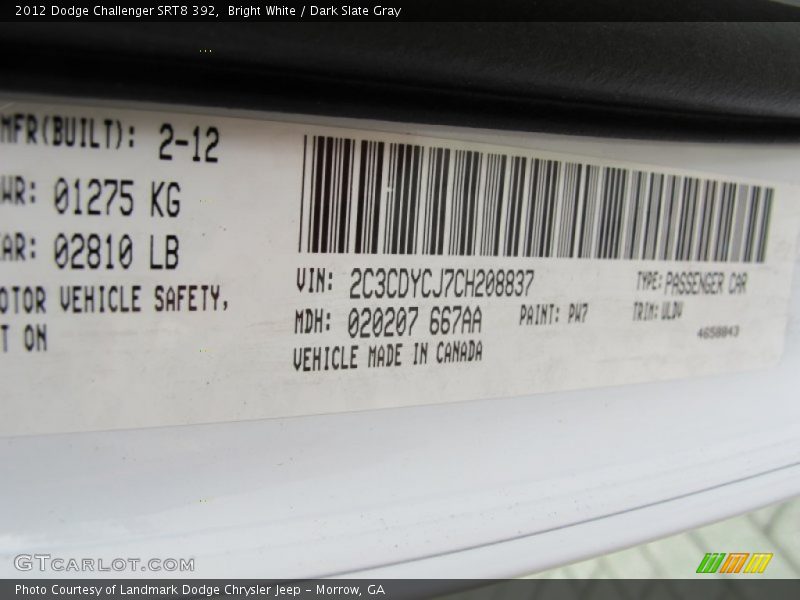 2012 Dodge Challenger SRT8 392, Bright White / Dark Slate Gray
MFR(BUILT): 2-12
WR: 01275 KG
AR: 02810 LB
OTOR VEHICLE SAFETY,
T ON
VIN: 2C3CDYCJ7CH208837
TYPE: PASSENGER CAR
MDH: 020207 667AA
PAINT: PW7
TRIM: ULDV
VEHICLE MADE IN CANADA
4658843
GTCARLOT.COM
Photo Courtesy of Landmark Dodge Chrysler Jeep - Morrow, GA